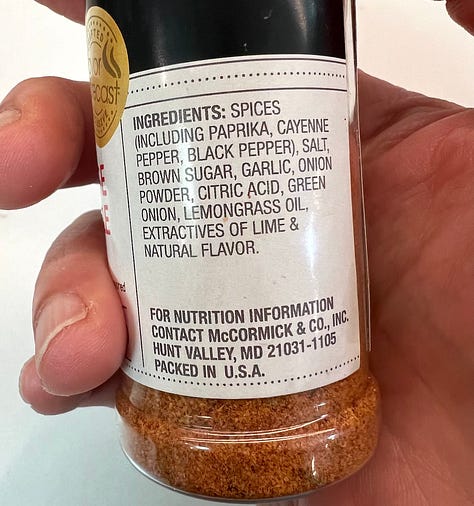 INGREDIENTS: SPICES
(INCLUDING PAPRIKA, CAYENNE
PEPPER, BLACK PEPPER), SALT,
BROWN SUGAR, GARLIC, ONION
POWDER, CITRIC ACID, GREEN
ONION, LEMONGRASS OIL,
EXTRACTIVES OF LIME &
NATURAL FLAVOR.
FOR NUTRITION INFORMATION
CONTACT McCORMICK & CO., INC.
HUNT VALLEY, MD 21031-1105
PACKED IN U.S.A.